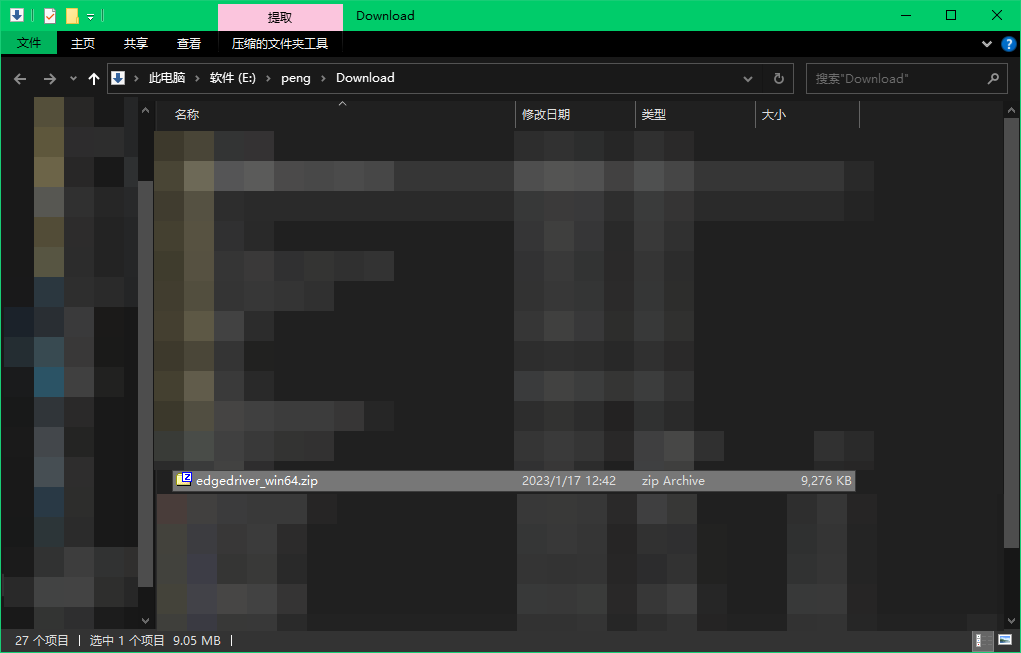 提取 Download
文件 主页 共享 查看 压缩的文件夹工具
此电脑 › 软件 (E:) › peng › Download 搜索"Download"
名称 修改日期 类型 大小
edgedriver_win64.zip 2023/1/17 12:42 zip Archive 9,276 KB
27 个项目 选中 1 个项目 9.05 MB